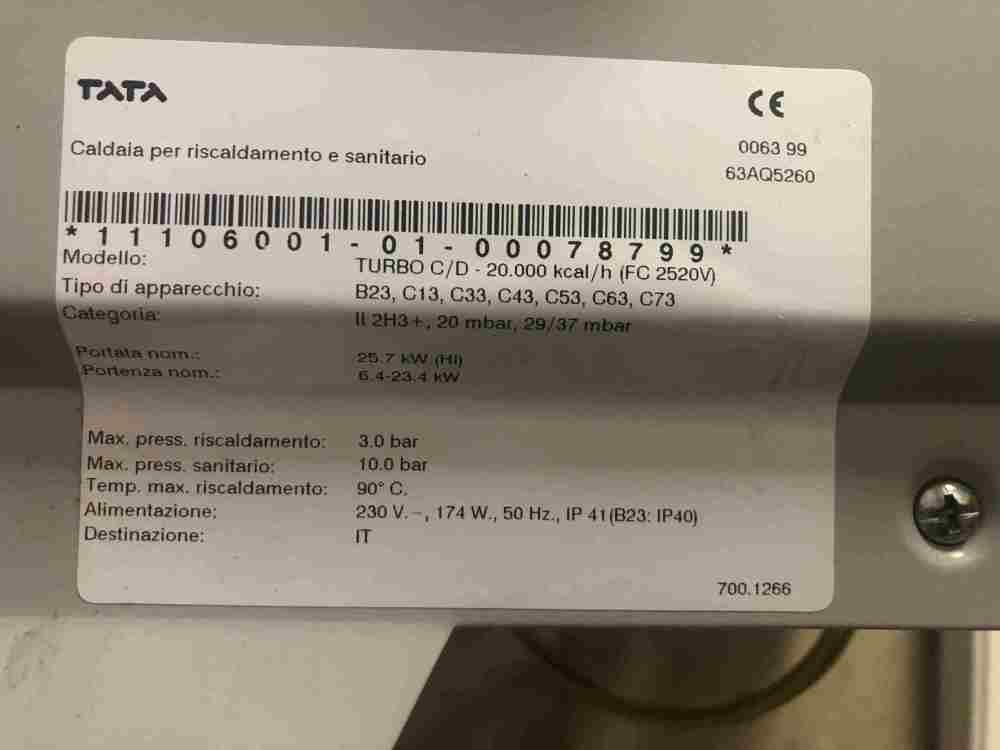 TATA
CE
0063 99
63AQ5260
Caldaia per riscaldamento e sanitario
*11106001-01-00078799*
Modello: TURBO C/D - 20.000 kcal/h (FC 2520V)
Tipo di apparecchio: B23, C13, C33, C43, C53, C63, C73
Categoria: II 2H3+, 20 mbar, 29/37 mbar
Portata nom.: 25.7 kW (Hi)
Portenza nom.: 6.4-23.4 kW
Max. press. riscaldamento: 3.0 bar
Max. press. sanitario: 10.0 bar
Temp. max. riscaldamento: 90° C.
Alimentazione: 230 V.~, 174 W., 50 Hz., IP 41(B23: IP40)
Destinazione: IT
700.1266